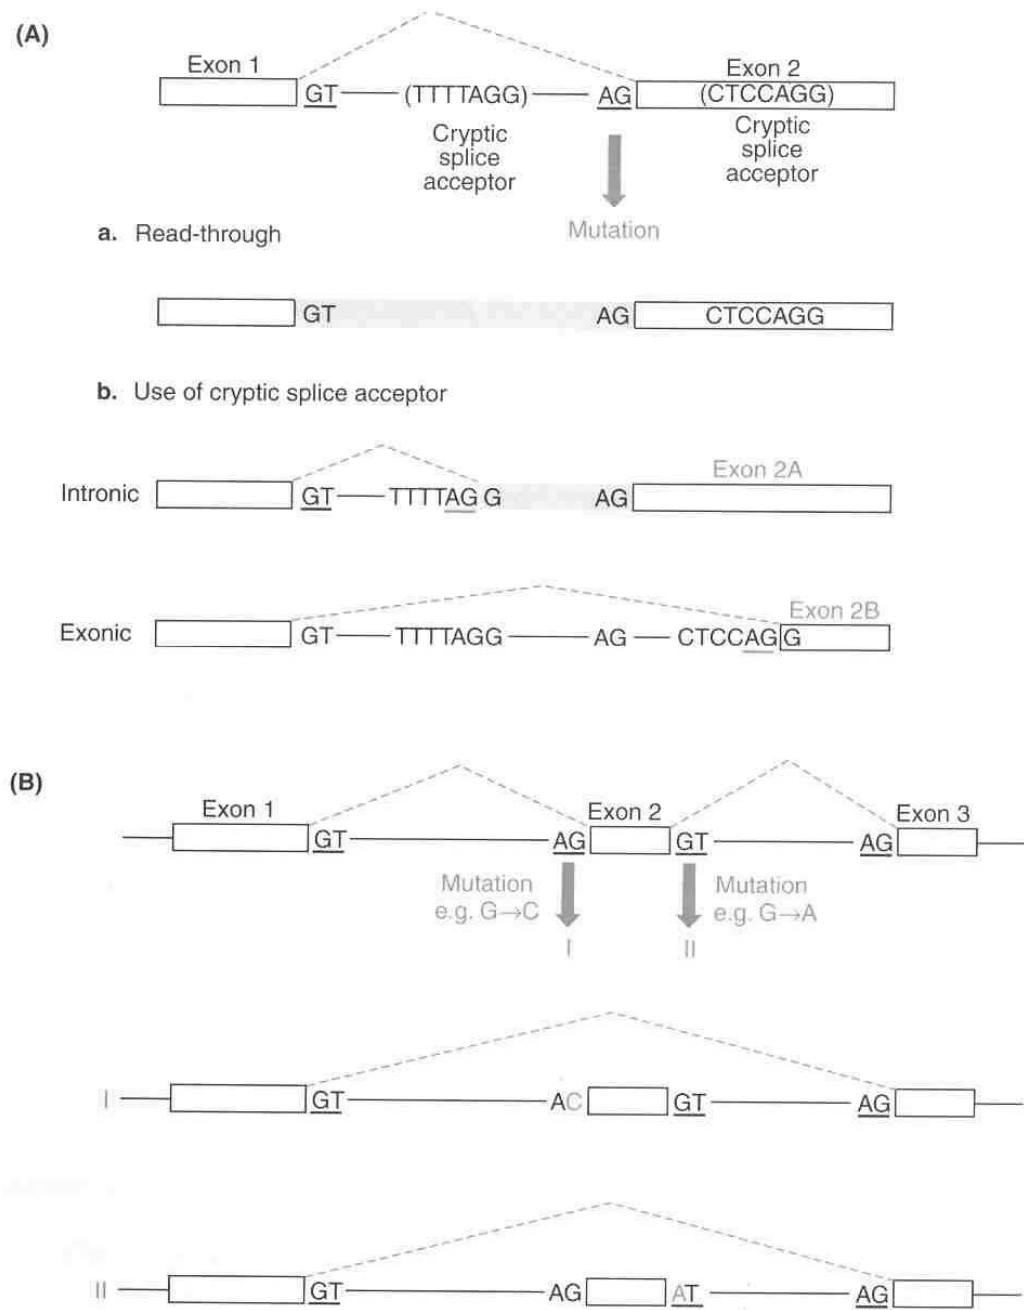 (A)
Exon 1
Exon 2
GT (TTTTAGG) AG (CTCCAGG)
Cryptic splice acceptor
Cryptic splice acceptor
Mutation
a. Read-through
GT AG CTCCAGG
b. Use of cryptic splice acceptor
Exon 2A
Intronic GT TTTTAG G AG
Exon 2B
Exonic GT TTTTAGG AG CTCCAG G
(B)
Exon 1 Exon 2 Exon 3
GT AG GT AG
Mutation
e.g. G→C
Mutation
e.g. G→A
I II
I GT AC GT AG
II GT AG AT AG